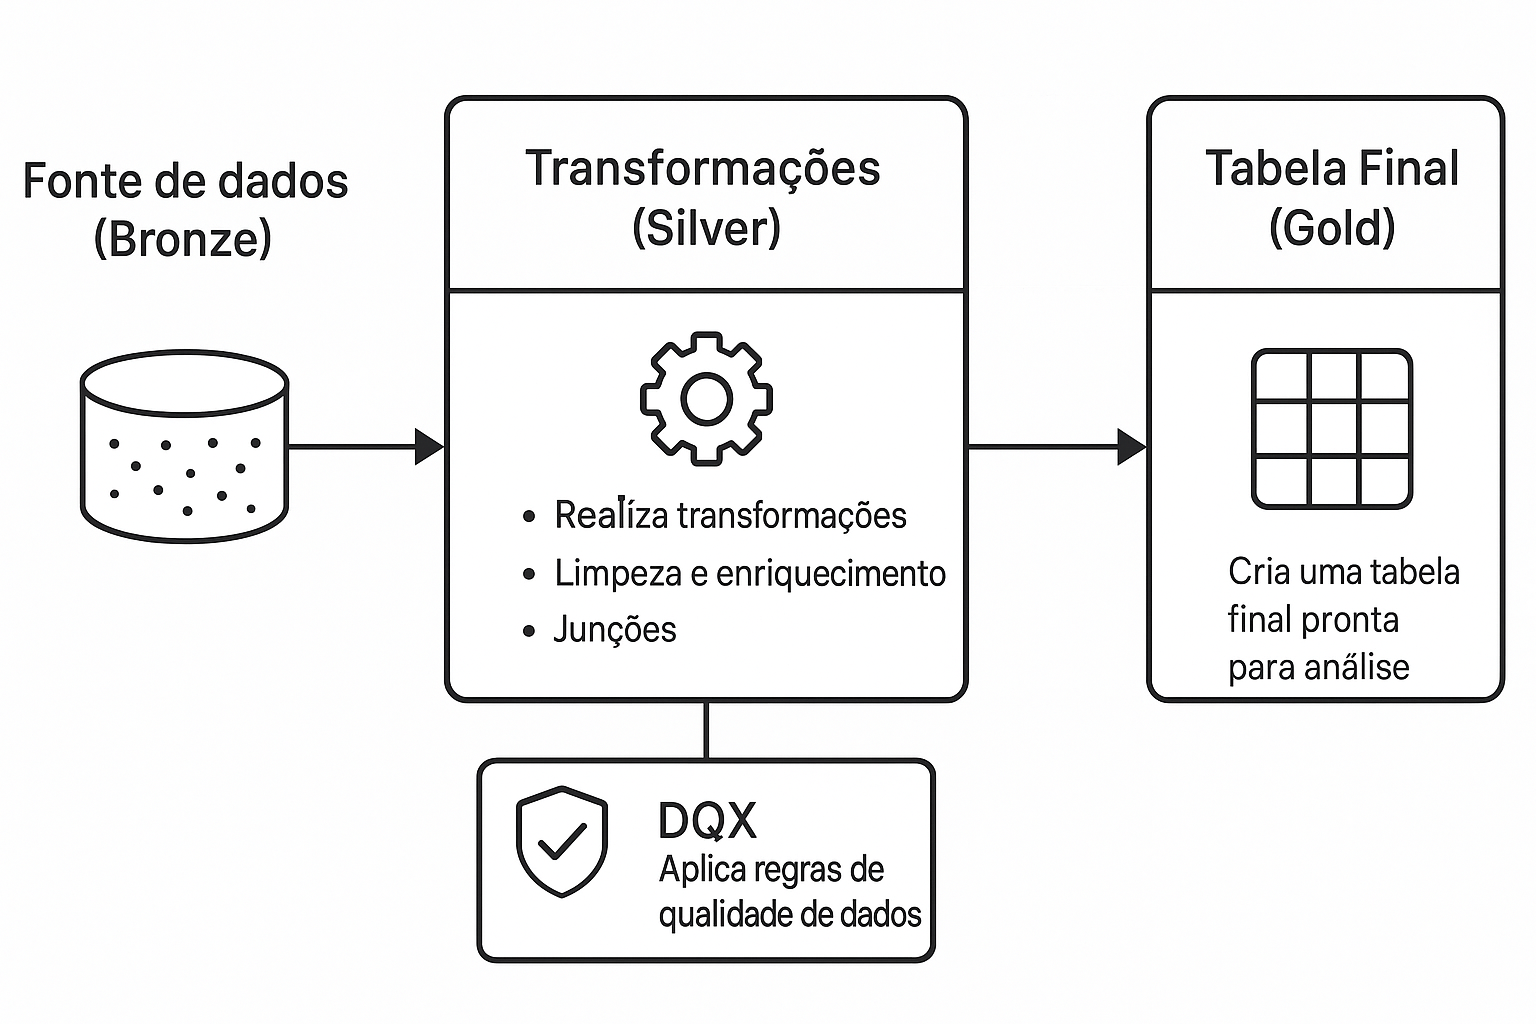 Fonte de dados
(Bronze)
Transformações
(Silver)
• Realíza transformações
• Limpeza e enriquecimento
• Junções
Tabela Final
(Gold)
Cria uma tabela
final pronta
para análise
DQX
Aplica regras de
qualidade de dados